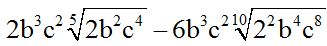 2b³c² ⁵√(2b²c⁴) − 6b³c² ¹⁰√(2²b⁴c⁸)